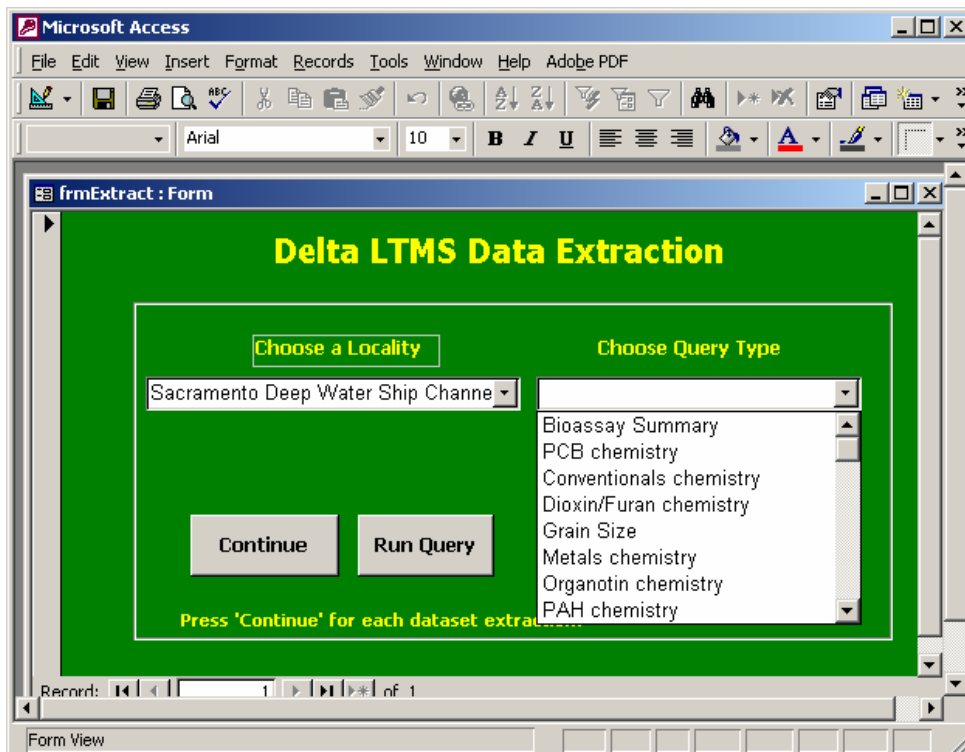 Microsoft Access
File Edit View Insert Format Records Tools Window Help Adobe PDF
Arial 10 B I U A
frmExtract : Form
Delta LTMS Data Extraction
Choose a Locality Choose Query Type
Sacramento Deep Water Ship Channe
Bioassay Summary
PCB chemistry
Conventionals chemistry
Dioxin/Furan chemistry
Grain Size
Metals chemistry
Organotin chemistry
PAH chemistry
Continue Run Query
Press 'Continue' for each dataset extraction.
Record: 1 of 1
Form View